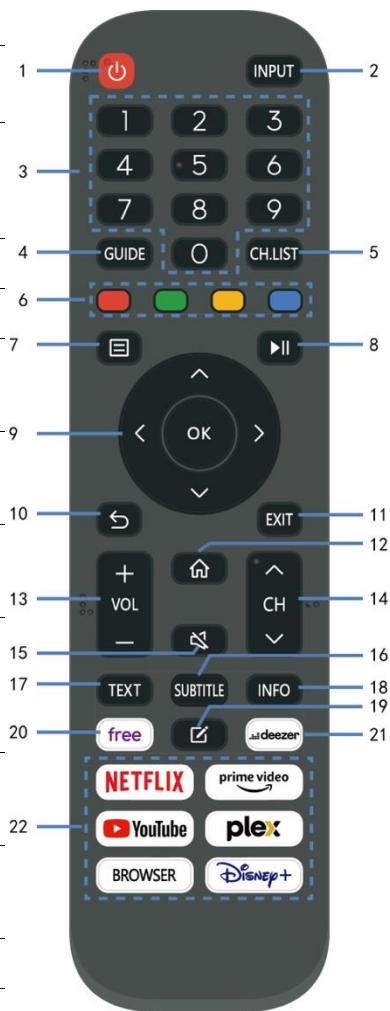 1
INPUT
2
1 2 3
3
4 5 6
7 8 9
4
GUIDE
0
CH.LIST
5
6
7
8
9
OK
10
EXIT
11
12
+
13
VOL
CH
14
–
15
16
17
TEXT
SUBTITLE
INFO
18
19
20
free
deezer
21
NETFLIX
prime video
22
YouTube
plex
BROWSER
Disney+